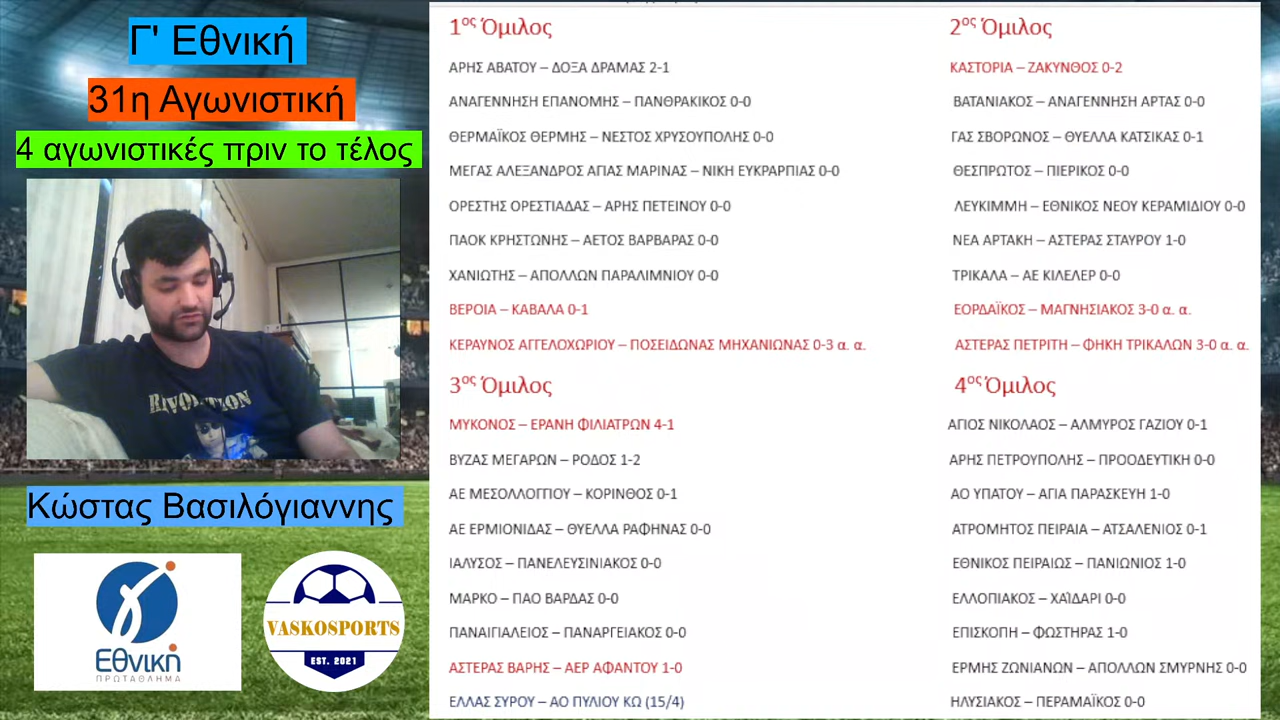 Γ' Εθνική
31η Αγωνιστική
4 αγωνιστικές πριν το τέλος
RIVOLUTION
Κώστας Βασιλόγιαννης
Εθνική
ΠΡΩΤΑΘΛΗΜΑ
VASKOSPORTS
EST. 2021
1ος Όμιλος
ΑΡΗΣ ΑΒΑΤΟΥ – ΔΟΞΑ ΔΡΑΜΑΣ 2-1
ΑΝΑΓΕΝΝΗΣΗ ΕΠΑΝΟΜΗΣ – ΠΑΝΘΡΑΚΙΚΟΣ 0-0
ΘΕΡΜΑΪΚΟΣ ΘΕΡΜΗΣ – ΝΕΣΤΟΣ ΧΡΥΣΟΥΠΟΛΗΣ 0-0
ΜΕΓΑΣ ΑΛΕΞΑΝΔΡΟΣ ΑΓΙΑΣ ΜΑΡΙΝΑΣ – ΝΙΚΗ ΕΥΚΡΑΡΠΙΑΣ 0-0
ΟΡΕΣΤΗΣ ΟΡΕΣΤΙΑΔΑΣ – ΑΡΗΣ ΠΕΤΕΙΝΟΥ 0-0
ΠΑΟΚ ΚΡΗΣΤΩΝΗΣ – ΑΕΤΟΣ ΒΑΡΒΑΡΑΣ 0-0
ΧΑΝΙΩΤΗΣ – ΑΠΟΛΛΩΝ ΠΑΡΑΛΙΜΝΙΟΥ 0-0
ΒΕΡΟΙΑ – ΚΑΒΑΛΑ 0-1
ΚΕΡΑΥΝΟΣ ΑΓΓΕΛΟΧΩΡΙΟΥ – ΠΟΣΕΙΔΩΝΑΣ ΜΗΧΑΝΙΩΝΑΣ 0-3 α. α.
2ος Όμιλος
ΚΑΣΤΟΡΙΑ – ΖΑΚΥΝΘΟΣ 0-2
ΒΑΤΑΝΙΑΚΟΣ – ΑΝΑΓΕΝΝΗΣΗ ΑΡΤΑΣ 0-0
ΓΑΣ ΣΒΟΡΩΝΟΣ – ΘΥΕΛΛΑ ΚΑΤΣΙΚΑΣ 0-1
ΘΕΣΠΡΩΤΟΣ – ΠΙΕΡΙΚΟΣ 0-0
ΛΕΥΚΙΜΜΗ – ΕΘΝΙΚΟΣ ΝΕΟΥ ΚΕΡΑΜΙΔΙΟΥ 0-0
ΝΕΑ ΑΡΤΑΚΗ – ΑΣΤΕΡΑΣ ΣΤΑΥΡΟΥ 1-0
ΤΡΙΚΑΛΑ – ΑΕ ΚΙΛΕΛΕΡ 0-0
ΕΟΡΔΑΪΚΟΣ – ΜΑΓΝΗΣΙΑΚΟΣ 3-0 α. α.
ΑΣΤΕΡΑΣ ΠΕΤΡΙΤΗ – ΦΗΚΗ ΤΡΙΚΑΛΩΝ 3-0 α. α.
3ος Όμιλος
ΜΥΚΟΝΟΣ – ΕΡΑΝΗ ΦΙΛΙΑΤΡΩΝ 4-1
ΒΥΖΑΣ ΜΕΓΑΡΩΝ – ΡΟΔΟΣ 1-2
ΑΕ ΜΕΣΟΛΛΟΓΓΙΟΥ – ΚΟΡΙΝΘΟΣ 0-1
ΑΕ ΕΡΜΙΟΝΙΔΑΣ – ΘΥΕΛΛΑ ΡΑΦΗΝΑΣ 0-0
ΙΑΛΥΣΟΣ – ΠΑΝΕΛΕΥΣΙΝΙΑΚΟΣ 0-0
ΜΑΡΚΟ – ΠΑΟ ΒΑΡΔΑΣ 0-0
ΠΑΝΑΙΓΙΑΛΕΙΟΣ – ΠΑΝΑΡΓΕΙΑΚΟΣ 0-0
ΑΣΤΕΡΑΣ ΒΑΡΗΣ – ΑΕΡ ΑΦΑΝΤΟΥ 1-0
ΕΛΛΑΣ ΣΥΡΟΥ – ΑΟ ΠΥΛΙΟΥ ΚΩ (15/4)
4ος Όμιλος
ΑΓΙΟΣ ΝΙΚΟΛΑΟΣ – ΑΛΜΥΡΟΣ ΓΑΖΙΟΥ 0-1
ΑΡΗΣ ΠΕΤΡΟΥΠΟΛΗΣ – ΠΡΟΟΔΕΥΤΙΚΗ 0-0
ΑΟ ΥΠΑΤΟΥ – ΑΓΙΑ ΠΑΡΑΣΚΕΥΗ 1-0
ΑΤΡΟΜΗΤΟΣ ΠΕΙΡΑΙΑ – ΑΤΣΑΛΕΝΙΟΣ 0-1
ΕΘΝΙΚΟΣ ΠΕΙΡΑΙΩΣ – ΠΑΝΙΩΝΙΟΣ 1-0
ΕΛΛΟΠΙΑΚΟΣ – ΧΑΪΔΑΡΙ 0-0
ΕΠΙΣΚΟΠΗ – ΦΩΣΤΗΡΑΣ 1-0
ΕΡΜΗΣ ΖΩΝΙΑΝΩΝ – ΑΠΟΛΛΩΝ ΣΜΥΡΝΗΣ 0-0
ΗΛΥΣΙΑΚΟΣ – ΠΕΡΑΜΑΪΚΟΣ 0-0